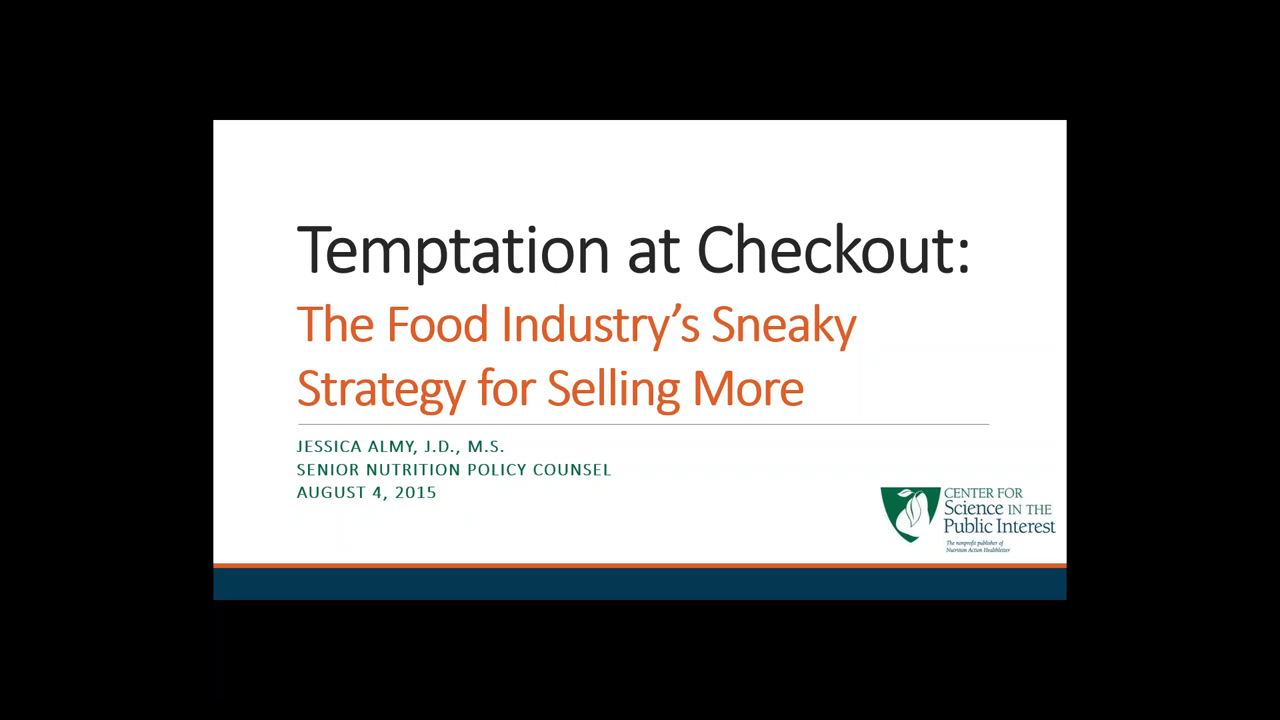 Temptation at Checkout:
The Food Industry’s Sneaky
Strategy for Selling More
JESSICA ALMY, J.D., M.S.
SENIOR NUTRITION POLICY COUNSEL
AUGUST 4, 2015
CENTER FOR
Science IN THE
Public Interest
The nonprofit publisher of
Nutrition Action Healthletter